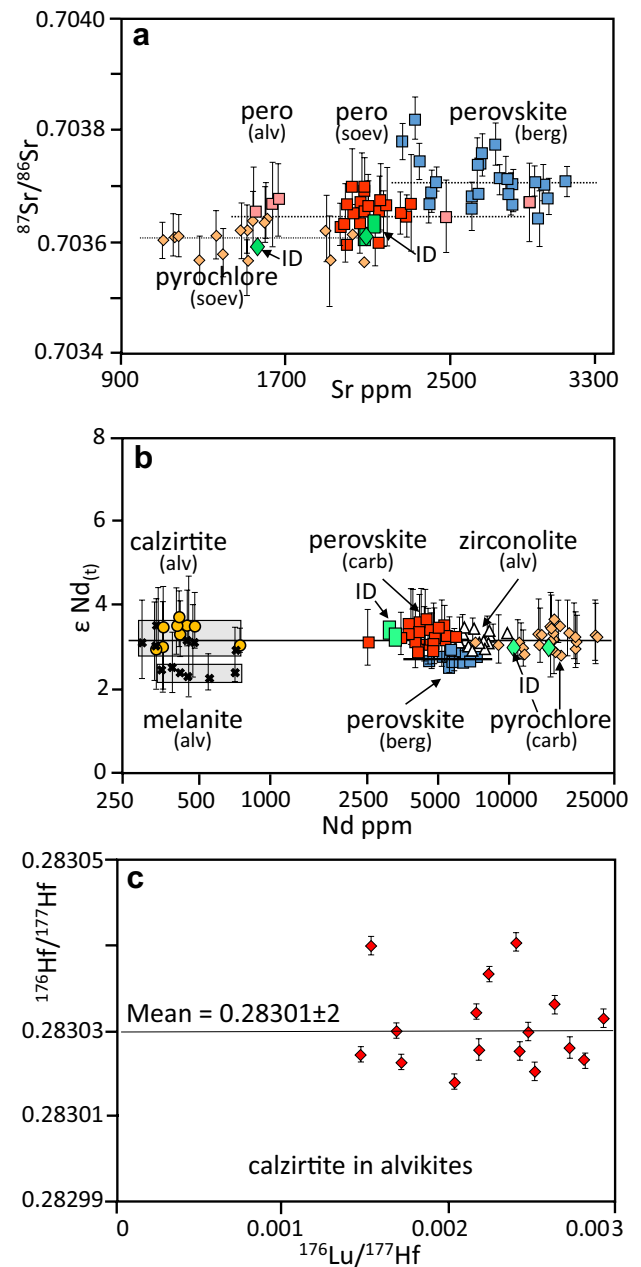 a
0.7040
0.7038
0.7036
0.7034
87Sr/86Sr
pero
(alv)
pero
(soev)
perovskite
(berg)
ID
ID
pyrochlore
(soev)
900
1700
2500
3300
Sr ppm
b
8
6
4
2
0
ε Nd(t)
calzirtite
(alv)
perovskite
(carb)
zirconolite
(alv)
ID
ID
melanite
(alv)
perovskite
(berg)
pyrochlore
(carb)
250
500
1000
2500
5000
10000
25000
Nd ppm
c
0.28305
0.28303
0.28301
0.28299
176Hf/177Hf
Mean = 0.28301±2
calzirtite in alvikites
0
0.001
0.002
0.003
176Lu/177Hf